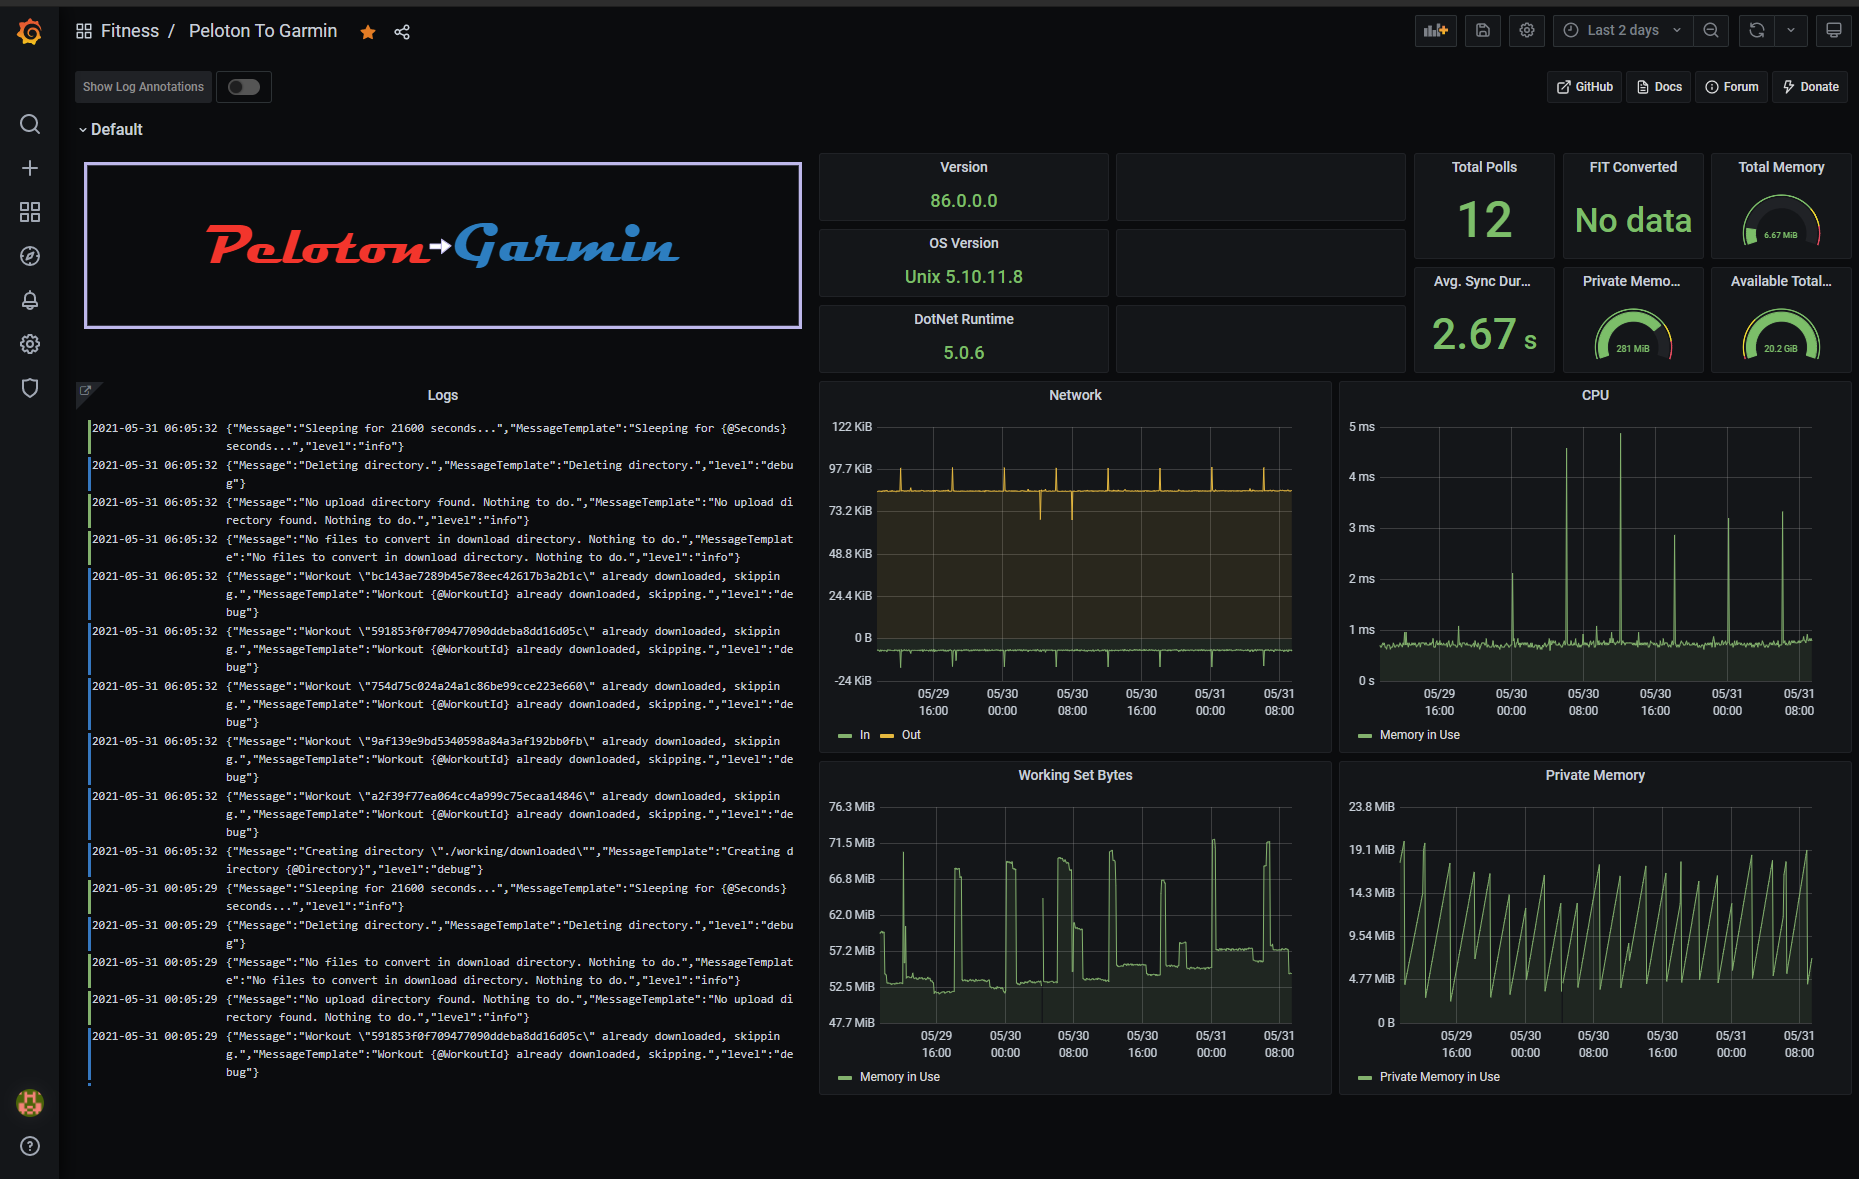 Fitness / Peloton To Garmin
Last 2 days
Show Log Annotations
GitHub
Docs
Forum
Donate
Default
Peloton Garmin
Version
86.0.0.0
OS Version
Unix 5.10.11.8
DotNet Runtime
5.0.6
Total Polls
12
FIT Converted
No data
Total Memory
6.67 MiB
Avg. Sync Dur...
2.67 s
Private Memo...
281 MiB
Available Total...
20.2 GiB
Logs
2021-05-31 06:05:32 {"Message":"Sleeping for 21600 seconds...","MessageTemplate":"Sleeping for {@Seconds}
seconds...","level":"info"}
2021-05-31 06:05:32 {"Message":"Deleting directory.","MessageTemplate":"Deleting directory.","level":"debu
g"}
2021-05-31 06:05:32 {"Message":"No upload directory found. Nothing to do.","MessageTemplate":"No upload di
rectory found. Nothing to do.","level":"info"}
2021-05-31 06:05:32 {"Message":"No files to convert in download directory. Nothing to do.","MessageTemplat
e":"No files to convert in download directory. Nothing to do.","level":"info"}
2021-05-31 06:05:32 {"Message":"Workout \"bc143ae7289b45e78eec42617b3a2b1c\" already downloaded, skippin
g.","MessageTemplate":"Workout {@WorkoutId} already downloaded, skipping.","level":"de
bug"}
2021-05-31 06:05:32 {"Message":"Workout \"591853f0f709477090ddeba8dd16d05c\" already downloaded, skippin
g.","MessageTemplate":"Workout {@WorkoutId} already downloaded, skipping.","level":"de
bug"}
2021-05-31 06:05:32 {"Message":"Workout \"754d75c024a24a1c86be99cce223e660\" already downloaded, skippin
g.","MessageTemplate":"Workout {@WorkoutId} already downloaded, skipping.","level":"de
bug"}
2021-05-31 06:05:32 {"Message":"Workout \"9af139e9bd5340598a84a3af192bb0fb\" already downloaded, skippin
g.","MessageTemplate":"Workout {@WorkoutId} already downloaded, skipping.","level":"de
bug"}
2021-05-31 06:05:32 {"Message":"Workout \"a2f39f77ea064cc4a999c75ecaa14846\" already downloaded, skippin
g.","MessageTemplate":"Workout {@WorkoutId} already downloaded, skipping.","level":"de
bug"}
2021-05-31 06:05:32 {"Message":"Creating directory \"./working/downloaded\"","MessageTemplate":"Creating d
irectory {@Directory}","level":"debug"}
2021-05-31 00:05:29 {"Message":"Sleeping for 21600 seconds...","MessageTemplate":"Sleeping for {@Seconds}
seconds...","level":"info"}
2021-05-31 00:05:29 {"Message":"Deleting directory.","MessageTemplate":"Deleting directory.","level":"debu
g"}
2021-05-31 00:05:29 {"Message":"No files to convert in download directory. Nothing to do.","MessageTemplat
e":"No files to convert in download directory. Nothing to do.","level":"info"}
2021-05-31 00:05:29 {"Message":"No upload directory found. Nothing to do.","MessageTemplate":"No upload di
rectory found. Nothing to do.","level":"info"}
2021-05-31 00:05:29 {"Message":"Workout \"591853f0f709477090ddeba8dd16d05c\" already downloaded, skippin
g.","MessageTemplate":"Workout {@WorkoutId} already downloaded, skipping.","level":"de
bug"}
Network
122 KiB
97.7 KiB
73.2 KiB
48.8 KiB
24.4 KiB
0 B
-24 KiB
05/29 05/30 05/30 05/30 05/31 05/31
16:00 00:00 08:00 16:00 00:00 08:00
In Out
CPU
5 ms
4 ms
3 ms
2 ms
1 ms
0 s
05/29 05/30 05/30 05/30 05/31 05/31
16:00 00:00 08:00 16:00 00:00 08:00
Memory in Use
Working Set Bytes
76.3 MiB
71.5 MiB
66.8 MiB
62.0 MiB
57.2 MiB
52.5 MiB
47.7 MiB
05/29 05/30 05/30 05/30 05/31 05/31
16:00 00:00 08:00 16:00 00:00 08:00
Memory in Use
Private Memory
23.8 MiB
19.1 MiB
14.3 MiB
9.54 MiB
4.77 MiB
0 B
05/29 05/30 05/30 05/30 05/31 05/31
16:00 00:00 08:00 16:00 00:00 08:00
Private Memory in Use